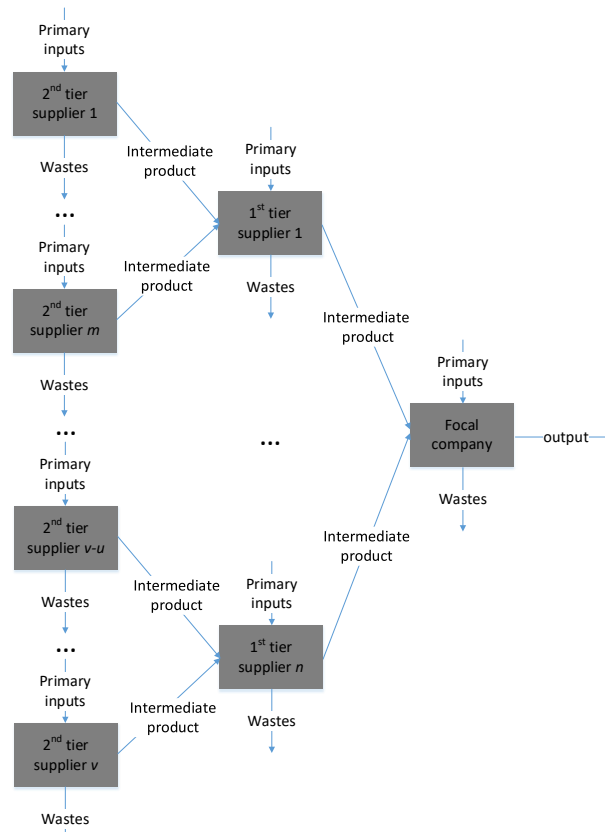 Primary
inputs
2nd tier
supplier 1
Wastes
...
Primary
inputs
2nd tier
supplier m
Wastes
...
Primary
inputs
2nd tier
supplier v-u
Wastes
...
Primary
inputs
2nd tier
supplier v
Wastes
Intermediate
product
Intermediate
product
Intermediate
product
Intermediate
product
Primary
inputs
1st tier
supplier 1
Wastes
...
Primary
inputs
1st tier
supplier n
Wastes
Intermediate
product
Intermediate
product
Primary
inputs
Focal
company
Wastes
output